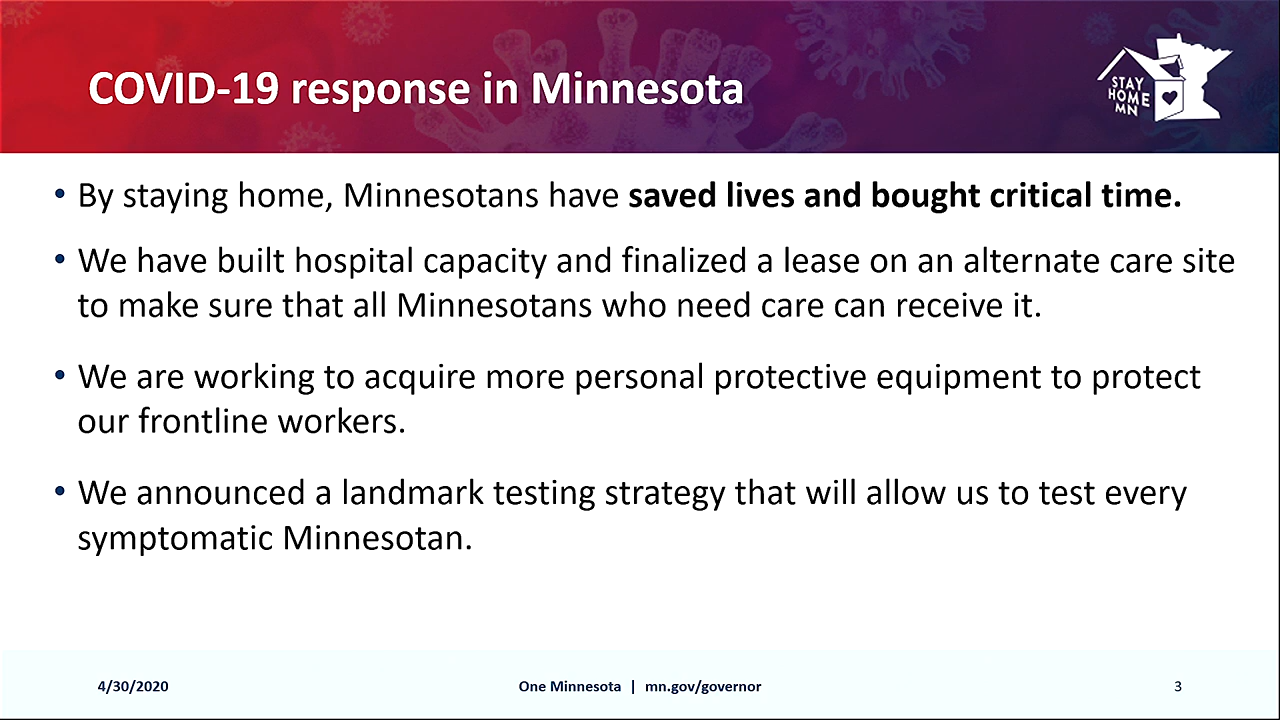 COVID-19 response in Minnesota
STAY
HOME
MN
• By staying home, Minnesotans have saved lives and bought critical time.
• We have built hospital capacity and finalized a lease on an alternate care site
to make sure that all Minnesotans who need care can receive it.
• We are working to acquire more personal protective equipment to protect
our frontline workers.
• We announced a landmark testing strategy that will allow us to test every
symptomatic Minnesotan.
4/30/2020
One Minnesota | mn.gov/governor
3